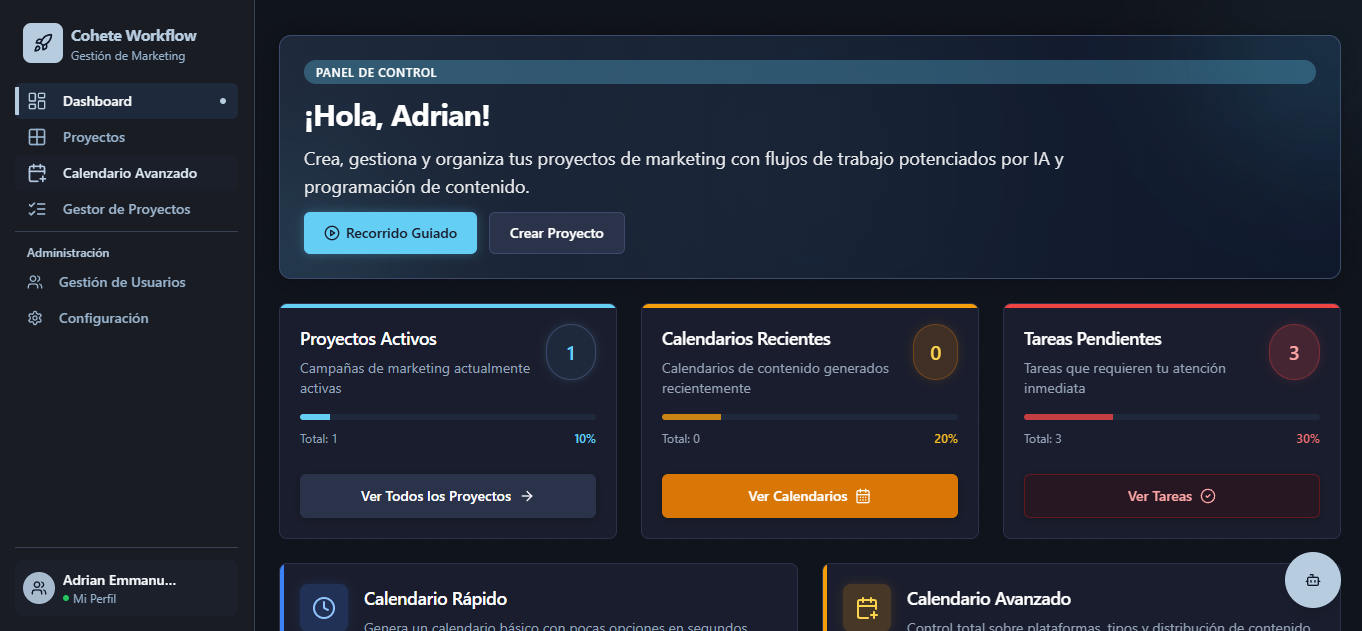 Cohete Workflow
Gestión de Marketing
Dashboard
Proyectos
Calendario Avanzado
Gestor de Proyectos
Administración
Gestión de Usuarios
Configuración
Adrian Emmanu...
Mi Perfil
PANEL DE CONTROL
¡Hola, Adrian!
Crea, gestiona y organiza tus proyectos de marketing con flujos de trabajo potenciados por IA y
programación de contenido.
Recorrido Guiado
Crear Proyecto
Proyectos Activos
1
Campañas de marketing actualmente
activas
Total: 1
10%
Ver Todos los Proyectos
Calendarios Recientes
0
Calendarios de contenido generados
recientemente
Total: 0
20%
Ver Calendarios
Tareas Pendientes
3
Tareas que requieren tu atención
inmediata
Total: 3
30%
Ver Tareas
Calendario Rápido
Genera un calendario básico con pocas opciones en segundos
Calendario Avanzado
Control total sobre plataformas, tipos y distribución de contenido